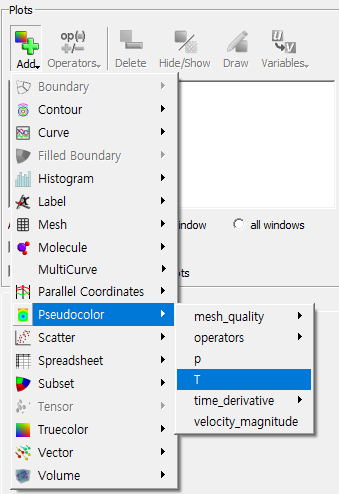 Plots
Add
op(=)
+/-
Operators
Delete
Hide/Show
Draw
Variables
Boundary
Contour
Curve
Filled Boundary
Histogram
Label
Mesh
Molecule
MultiCurve
Parallel Coordinates
Pseudocolor
Scatter
Spreadsheet
Subset
Tensor
Truecolor
Vector
Volume
indow
all windows
ots
mesh_quality
operators
p
T
time_derivative
velocity_magnitude